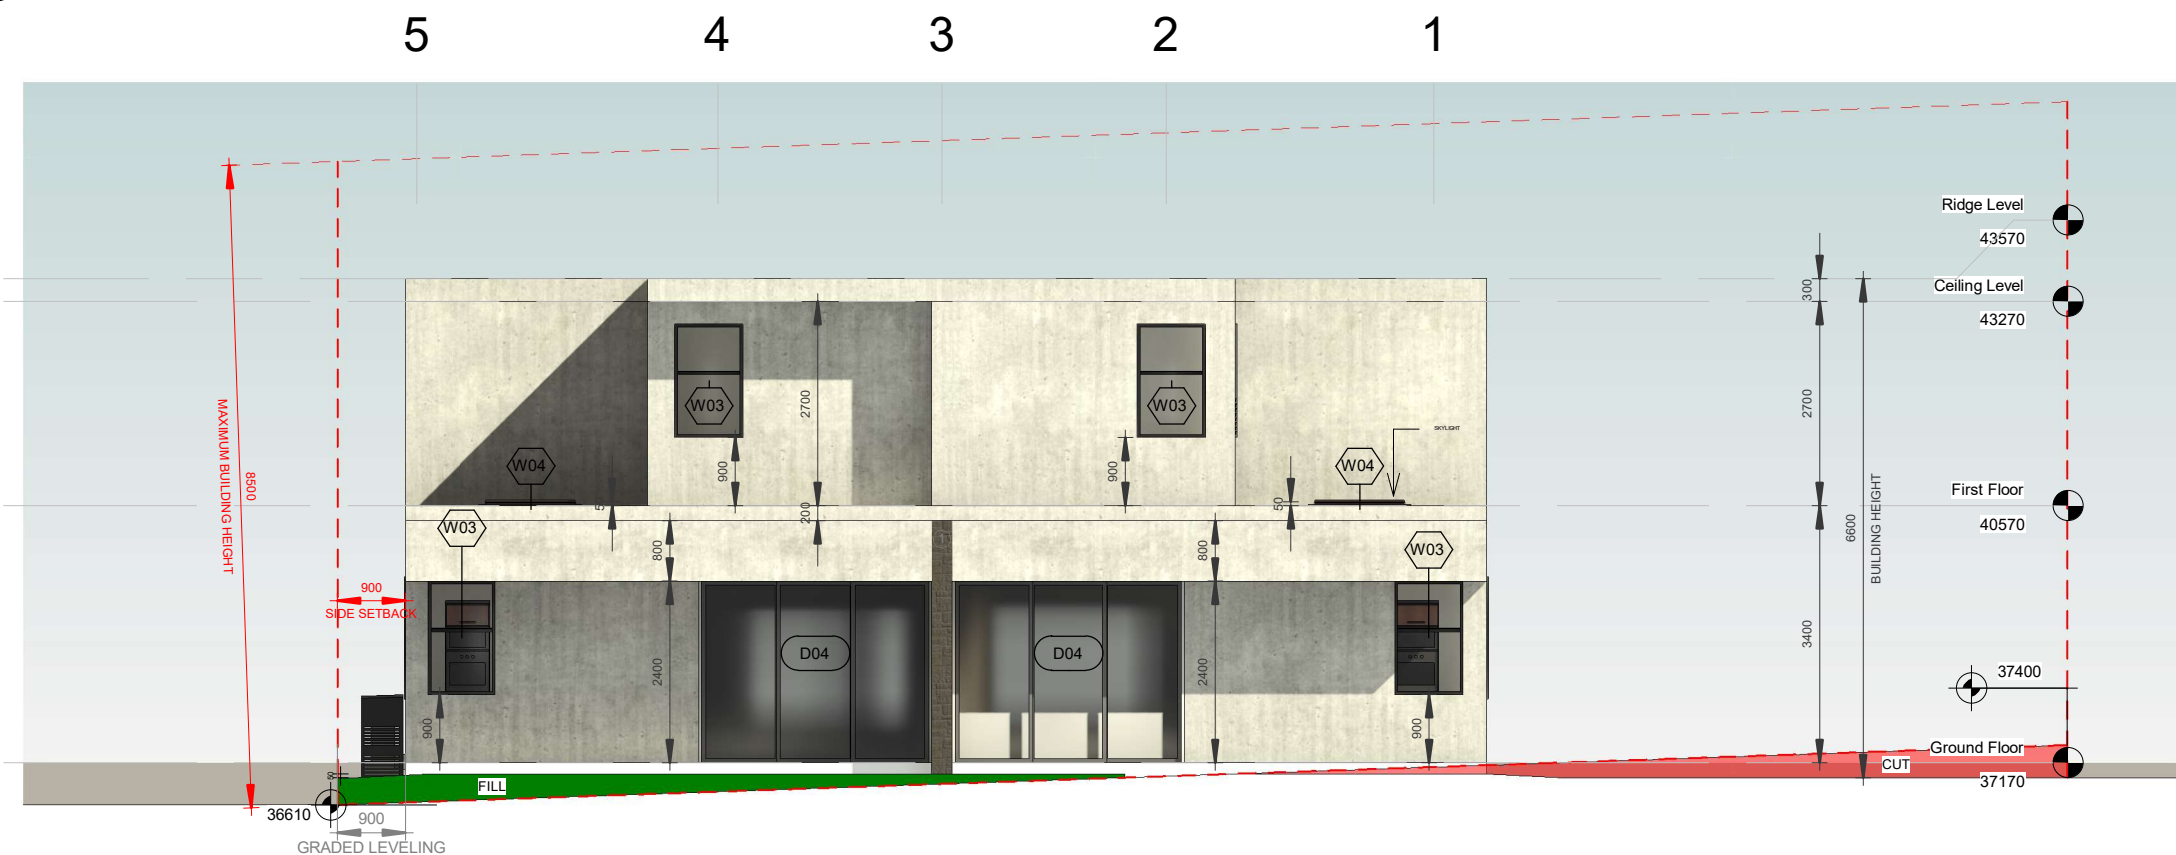 5 4 3 2 1
Ridge Level
43570
300
Ceiling Level
43270
MAXIMUM BUILDING HEIGHT
8500
W03
2700
W03
2700
900
900
SKYLIGHT
W04
W04
50
First Floor
40570
200
W03
W03
800
800
6600
BUILDING HEIGHT
900
SIDE SETBACK
D04
D04
2400
2400
3400
37400
900
900
Ground Floor
37170
CUT
FILL
36610
900
GRADED LEVELING